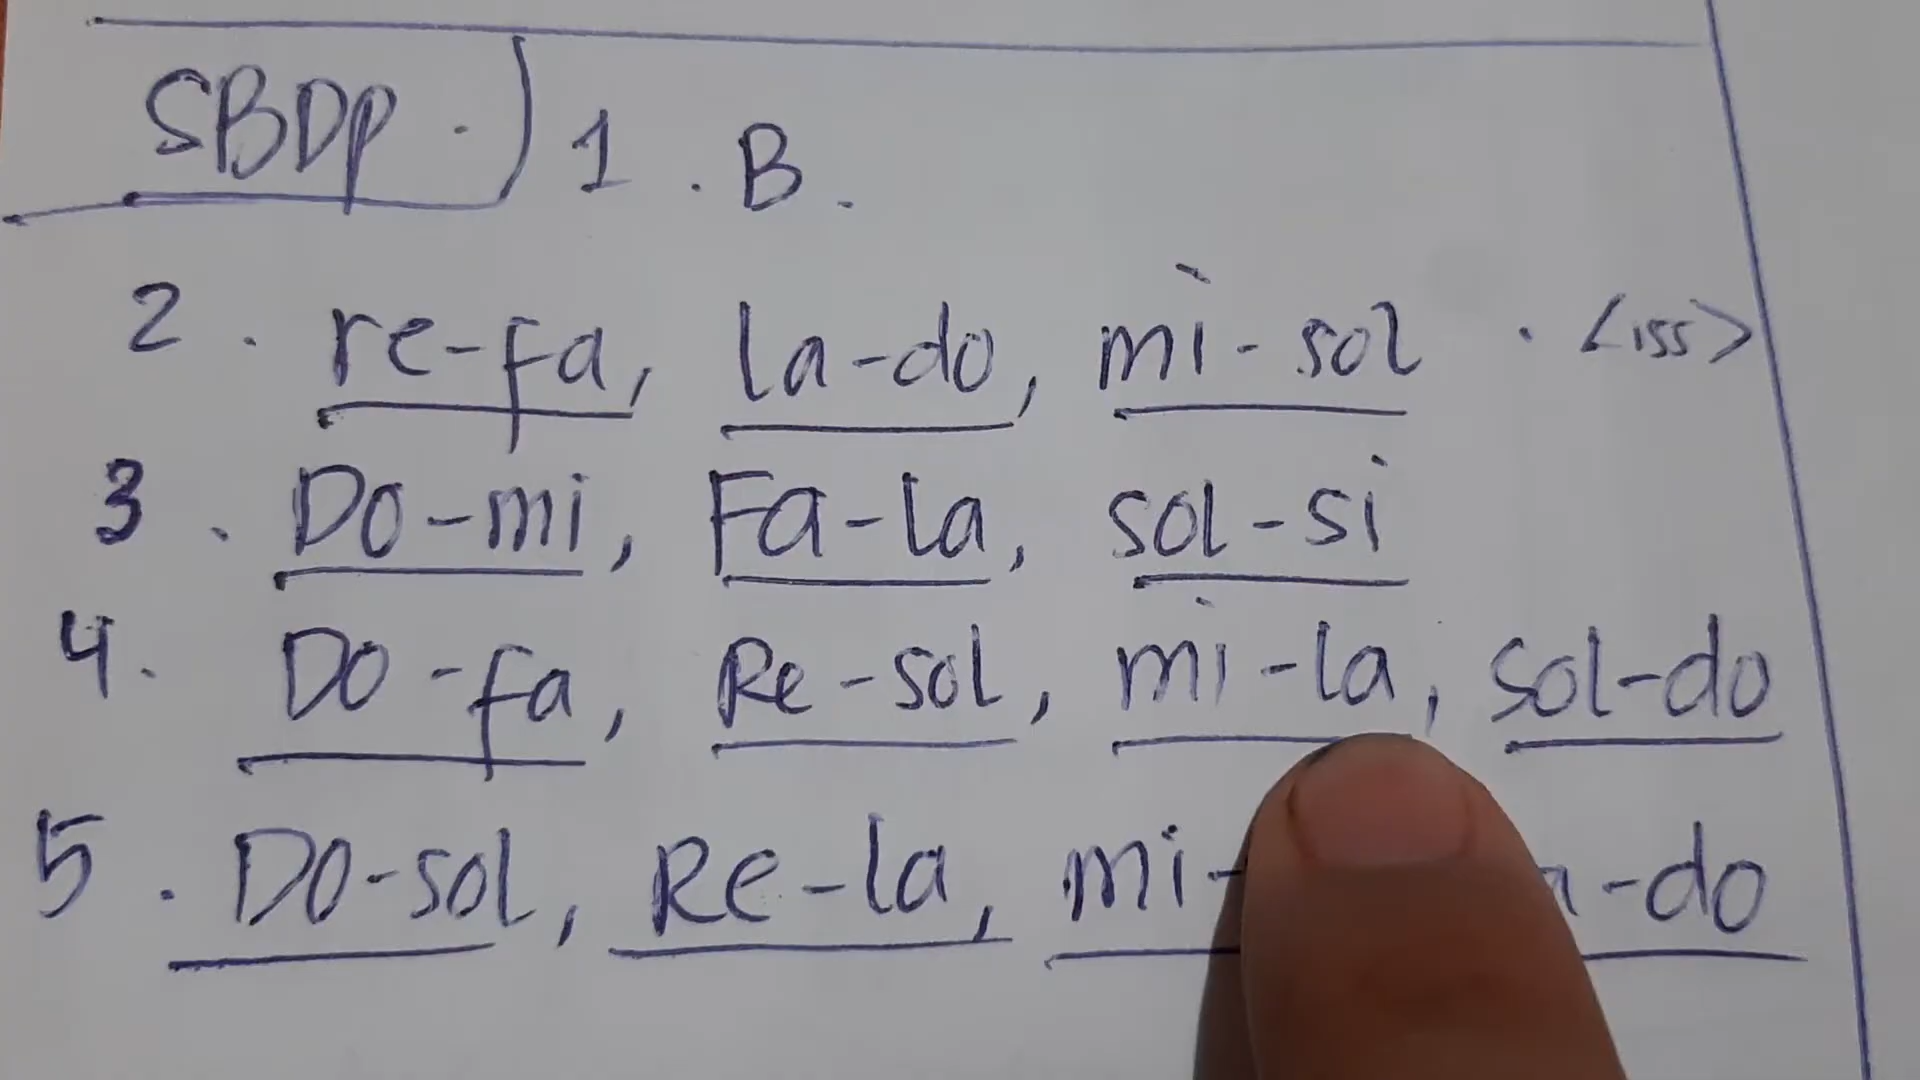 SBDP . 1 . B .
2 . re-fa, la-do, mi-sol . <iss>
3 . Do-mi, Fa-la, sol-si
4. Do-fa, Re-sol, mi-la, sol-do
5 . Do-sol, Re-la, mi- -do